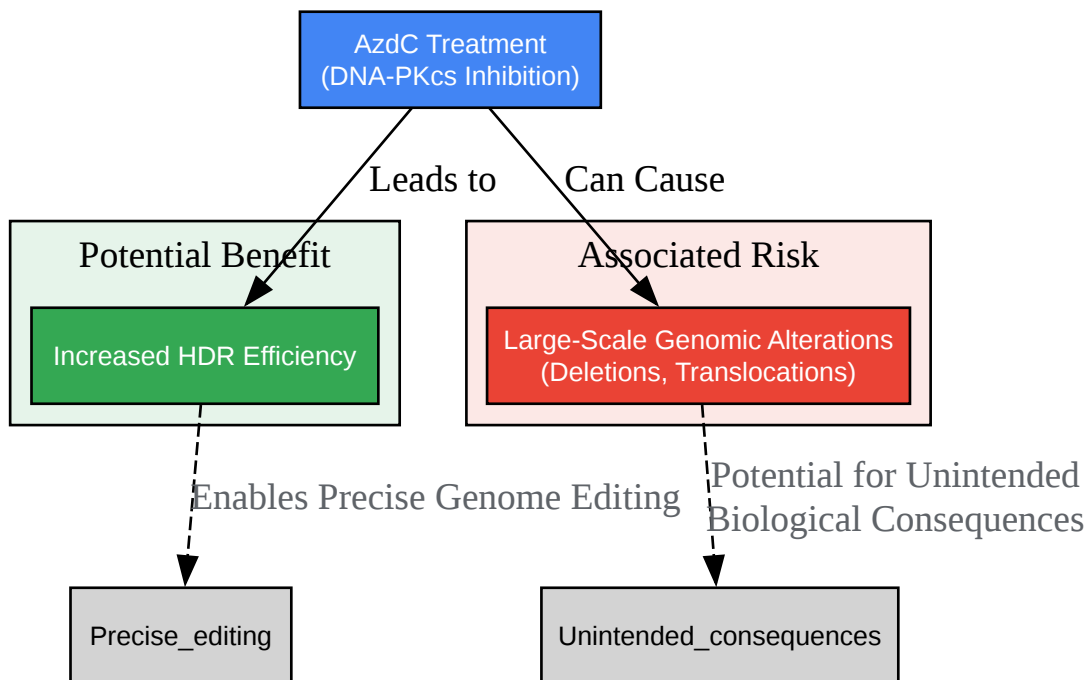 AzdC Treatment
(DNA-PKcs Inhibition)
Leads to
Can Cause
Potential Benefit
Associated Risk
Increased HDR Efficiency
Large-Scale Genomic Alterations
(Deletions, Translocations)
Enables Precise Genome Editing
Potential for Unintended
Biological Consequences
Precise_editing
Unintended_consequences